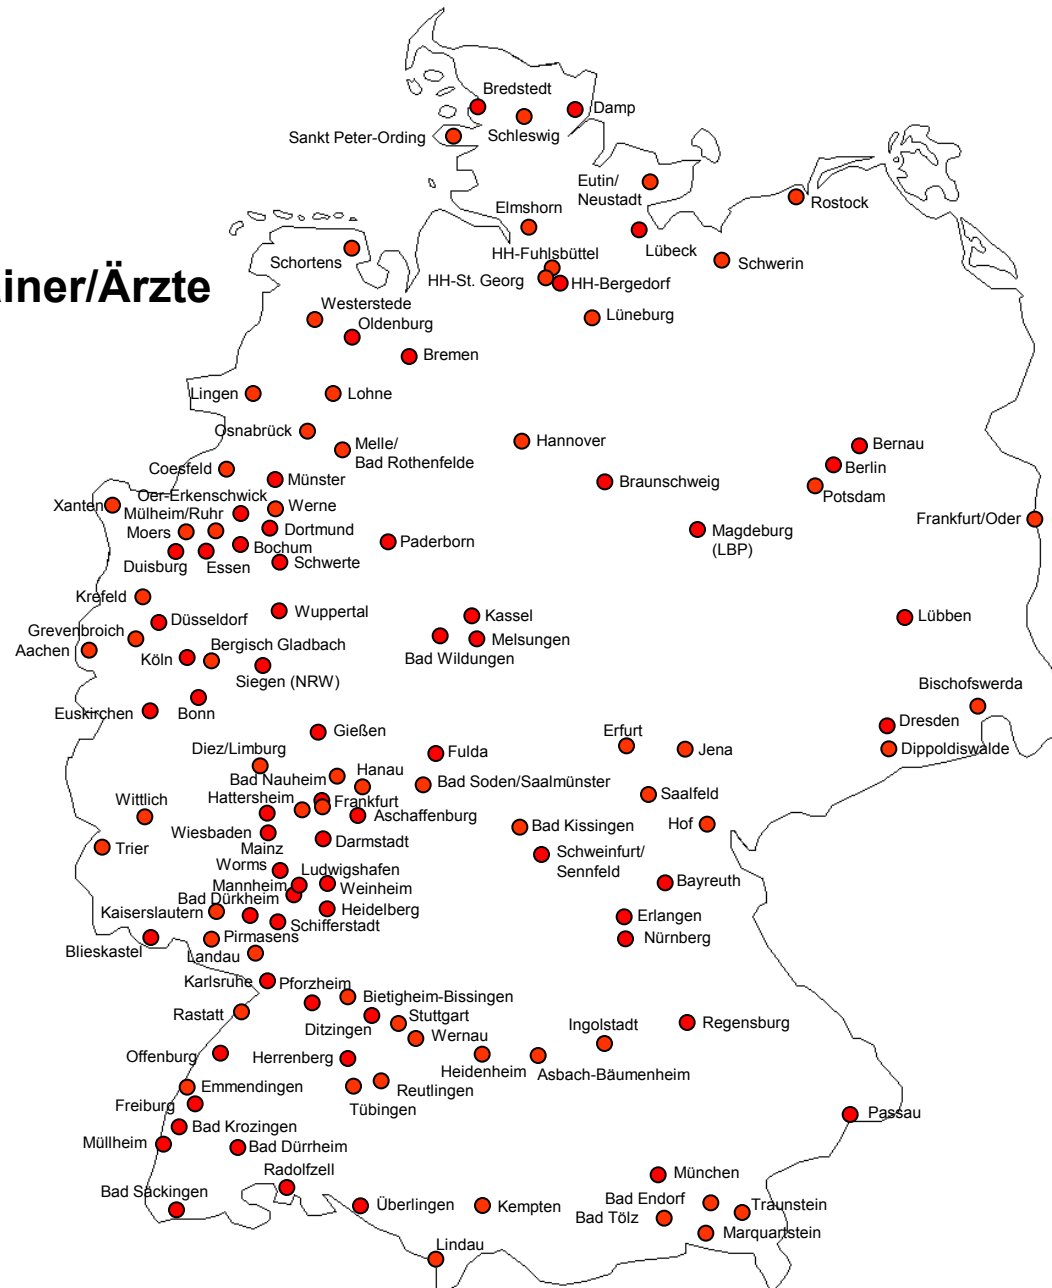 Bredstedt
Damp
Schleswig
Sankt Peter-Ording
Eutin/
Neustadt
Rostock
Elmshorn
Lübeck
HH-Fuhlsbüttel
Schwerin
Schortens
HH-St. Georg
HH-Bergedorf
iner/Ärzte
Westerstede
Lüneburg
Oldenburg
Bremen
Lingen
Lohne
Osnabrück
Hannover
Melle/
Bad Rothenfelde
Bernau
Coesfeld
Berlin
Münster
Braunschweig
Potsdam
Oer-Erkenschwick
Xanten
Werne
Mülheim/Ruhr
Frankfurt/Oder
Moers
Dortmund
Magdeburg
(LBP)
Paderborn
Bochum
Duisburg
Essen
Schwerte
Krefeld
Wuppertal
Kassel
Lübben
Düsseldorf
Grevenbroich
Melsungen
Bergisch Gladbach
Aachen
Köln
Bad Wildungen
Siegen (NRW)
Bischofswerda
Euskirchen
Bonn
Dresden
Gießen
Erfurt
Diez/Limburg
Fulda
Jena
Dippoldiswalde
Hanau
Bad Nauheim
Bad Soden/Saalmünster
Saalfeld
Wittlich
Hattersheim
Frankfurt
Aschaffenburg
Hof
Wiesbaden
Bad Kissingen
Trier
Mainz
Darmstadt
Schweinfurt/
Sennfeld
Worms
Ludwigshafen
Mannheim
Weinheim
Bayreuth
Bad Dürkheim
Kaiserslautern
Heidelberg
Erlangen
Schifferstadt
Pirmasens
Nürnberg
Blieskastel
Landau
Karlsruhe
Pforzheim
Bietigheim-Bissingen
Rastatt
Stuttgart
Ditzingen
Ingolstadt
Regensburg
Wernau
Offenburg
Herrenberg
Heidenheim
Asbach-Bäumenheim
Emmendingen
Reutlingen
Freiburg
Tübingen
Passau
Bad Krozingen
Müllheim
Bad Dürrheim
Radolfzell
München
Bad Säckingen
Überlingen
Kempten
Bad Endorf
Traunstein
Bad Tölz
Marquartstein
Lindau